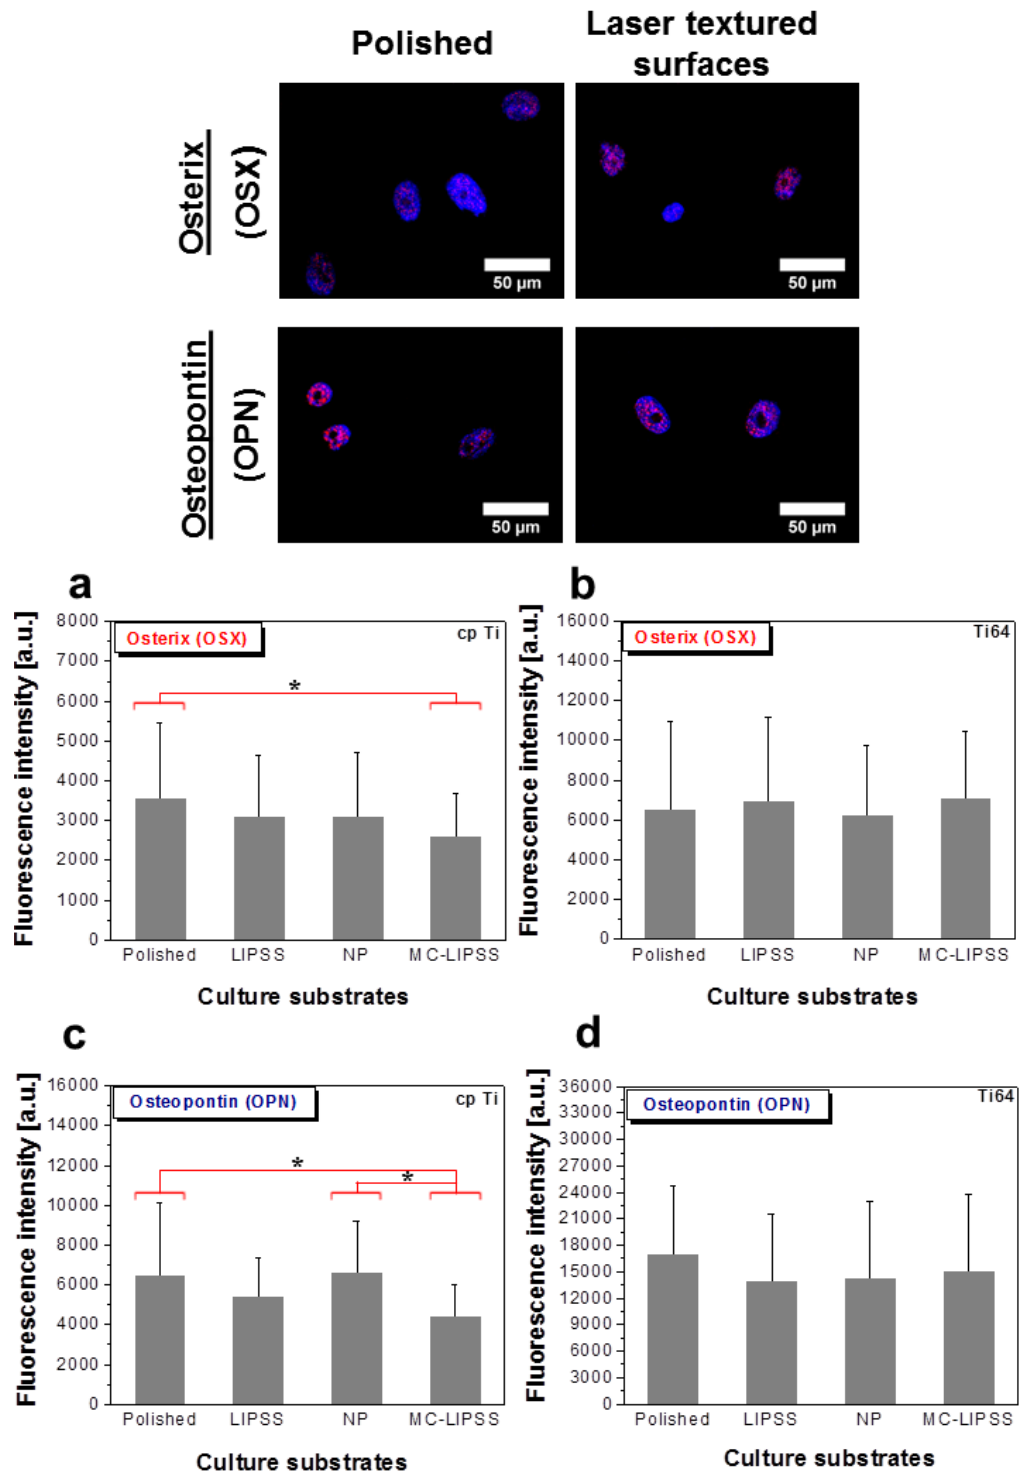 Polished
Laser textured
surfaces
Osterix
(OSX)
50 µm
50 µm
Osteopontin
(OPN)
50 µm
50 µm
a
Fluorescence intensity [a.u.]
8000
7000
6000
5000
4000
3000
2000
1000
0
Osterix (OSX)
cp Ti
*
Polished LIPSS NP MC-LIPSS
Culture substrates
b
Fluorescence intensity [a.u.]
16000
14000
12000
10000
8000
6000
4000
2000
0
Osterix (OSX)
Ti64
Polished LIPSS NP MC-LIPSS
Culture substrates
c
Fluorescence intensity [a.u.]
16000
14000
12000
10000
8000
6000
4000
2000
0
Osteopontin (OPN)
cp Ti
*
*
Polished LIPSS NP MC-LIPSS
Culture substrates
d
Fluorescence intensity [a.u.]
36000
33000
30000
27000
24000
21000
18000
15000
12000
9000
6000
3000
0
Osteopontin (OPN)
Ti64
Polished LIPSS NP MC-LIPSS
Culture substrates